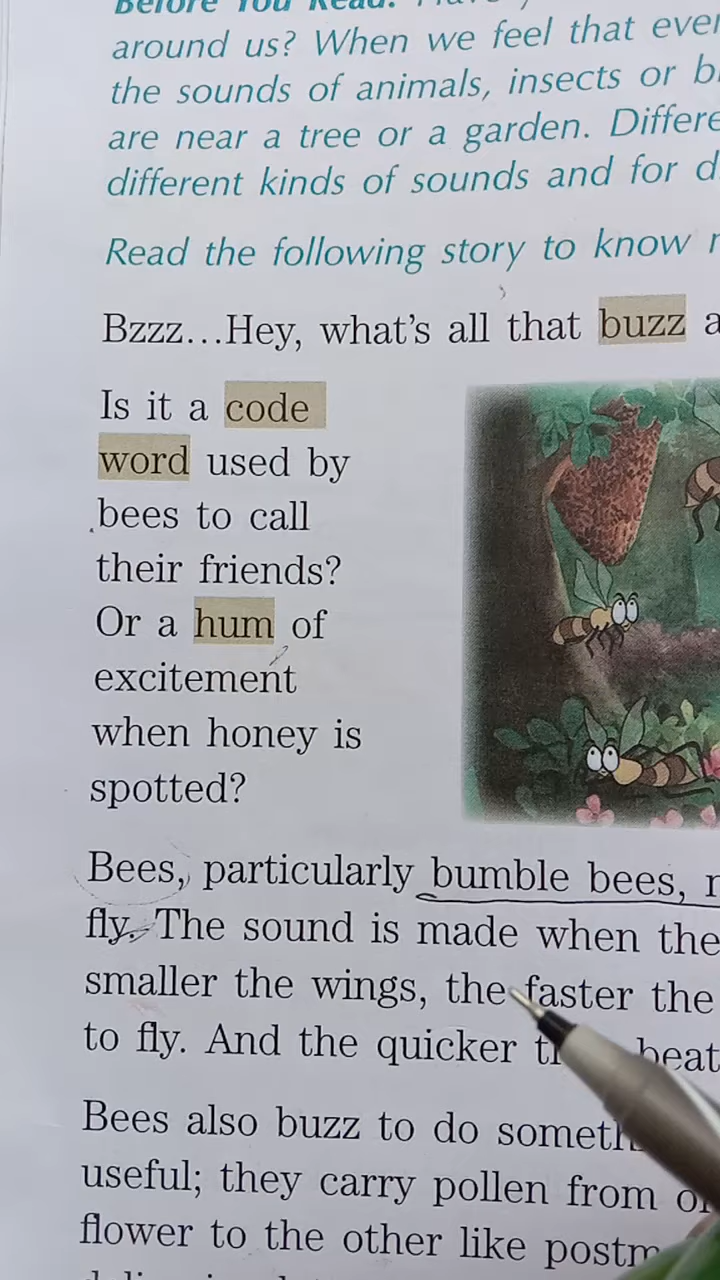 Before You Read:
around us? When we feel that
the sounds of animals, insects or
are near a tree or a garden.
different kinds of sounds and for
Read the following story to know
Bzzz...Hey, what's all that buzz
Is it a code
word used by
bees to call
their friends?
Or a hum of
excitement
when honey is
spotted?
Bees, particularly bumble bees,
fly. The sound is made when the
smaller the wings, the faster the
to fly. And the quicker beat
Bees also buzz to do
useful; they carry pollen from
flower to the other like